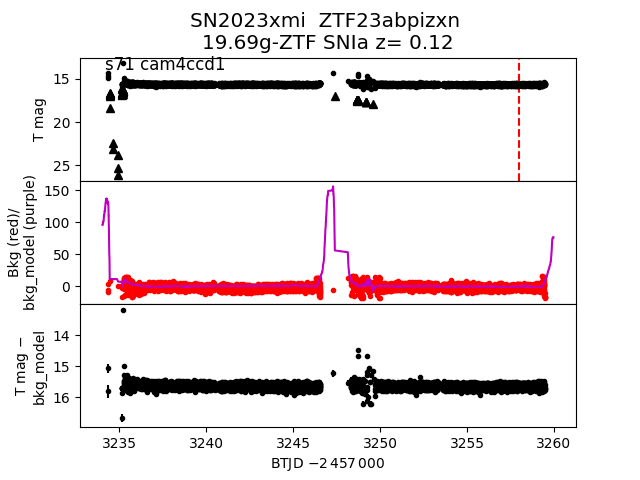 SN2023xmi ZTF23abpizxn
19.69g-ZTF SNIa z= 0.12
s71 cam4ccd1
T mag
15
20
25
Bkg (red)/
bkg_model (purple)
150
100
50
0
T mag −
bkg_model
14
15
16
3235
3240
3245
3250
3255
3260
BTJD −2 457 000